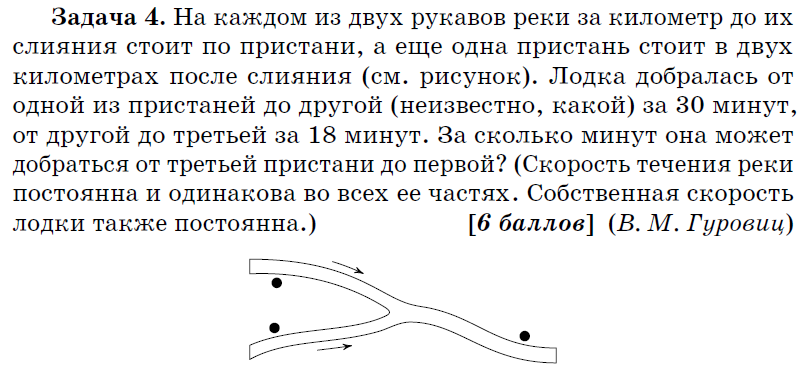 Задача 4. На каждом из двух рукавов реки за километр до их
слияния стоит по пристани, а еще одна пристань стоит в двух
километрах после слияния (см. рисунок). Лодка добралась от
одной из пристаней до другой (неизвестно, какой) за 30 минут,
от другой до третьей за 18 минут. За сколько минут она может
добраться от третьей пристани до первой? (Скорость течения реки
постоянна и одинакова во всех ее частях. Собственная скорость
лодки также постоянна.) [6 баллов] (В. М. Гуровиц)